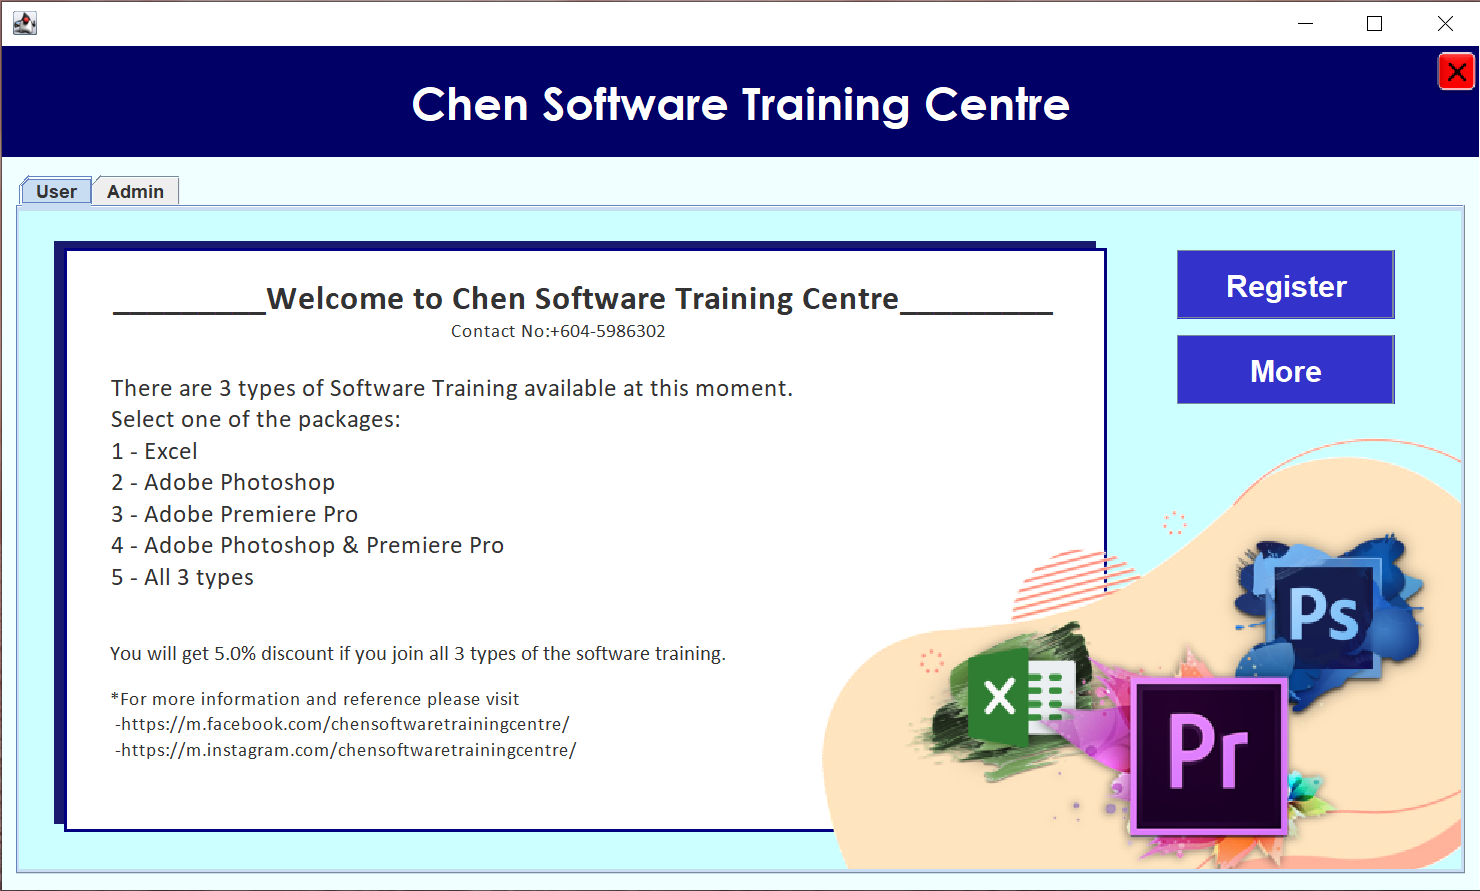 Chen Software Training Centre
User
Admin
_________Welcome to Chen Software Training Centre_________
Contact No:+604-5986302
There are 3 types of Software Training available at this moment.
Select one of the packages:
1 - Excel
2 - Adobe Photoshop
3 - Adobe Premiere Pro
4 - Adobe Photoshop & Premiere Pro
5 - All 3 types
You will get 5.0% discount if you join all 3 types of the software training.
*For more information and reference please visit
-https://m.facebook.com/chensoftwaretrainingcentre/
-https://m.instagram.com/chensoftwaretrainingcentre/
Register
More
Ps
X
Pr